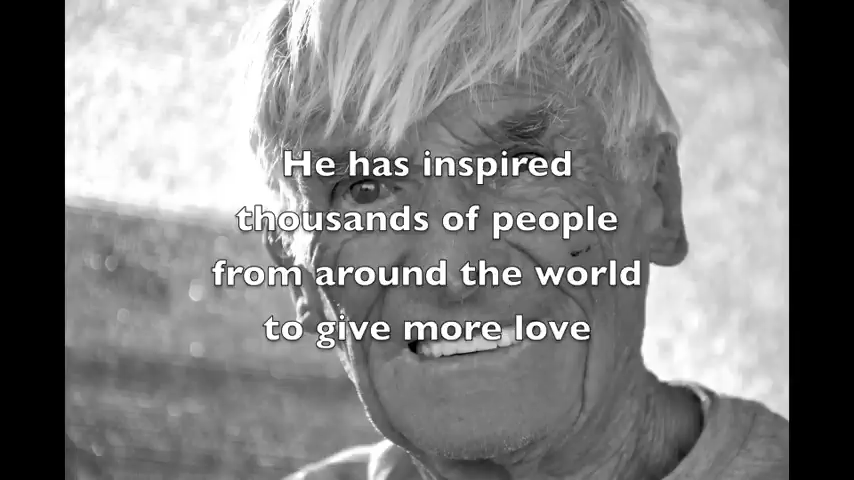 He has inspired
thousands of people
from around the world
to give more love